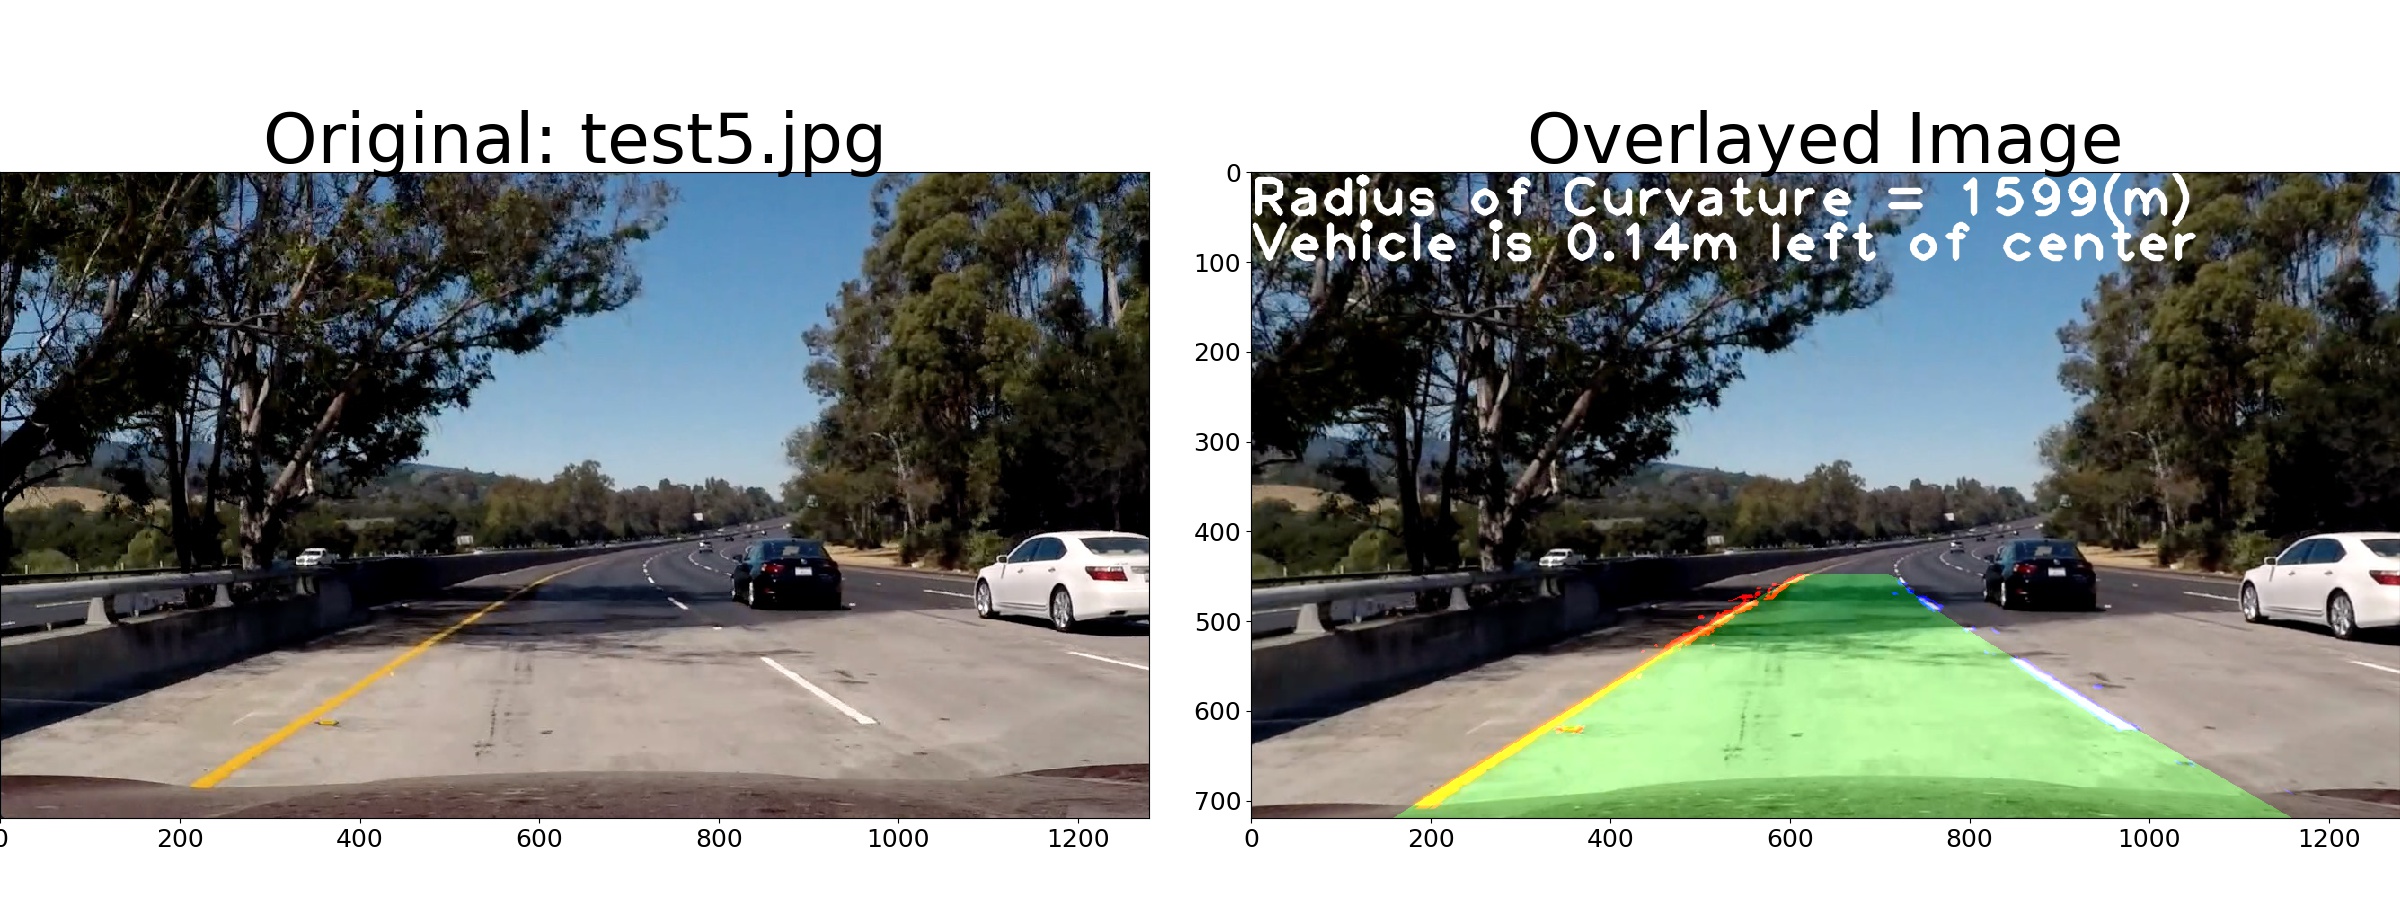 Original: test5.jpg
0 200 400 600 800 1000 1200
Overlayed Image
Radius of Curvature = 1599(m)
Vehicle is 0.14m left of center
0
100
200
300
400
500
600
700
0 200 400 600 800 1000 1200